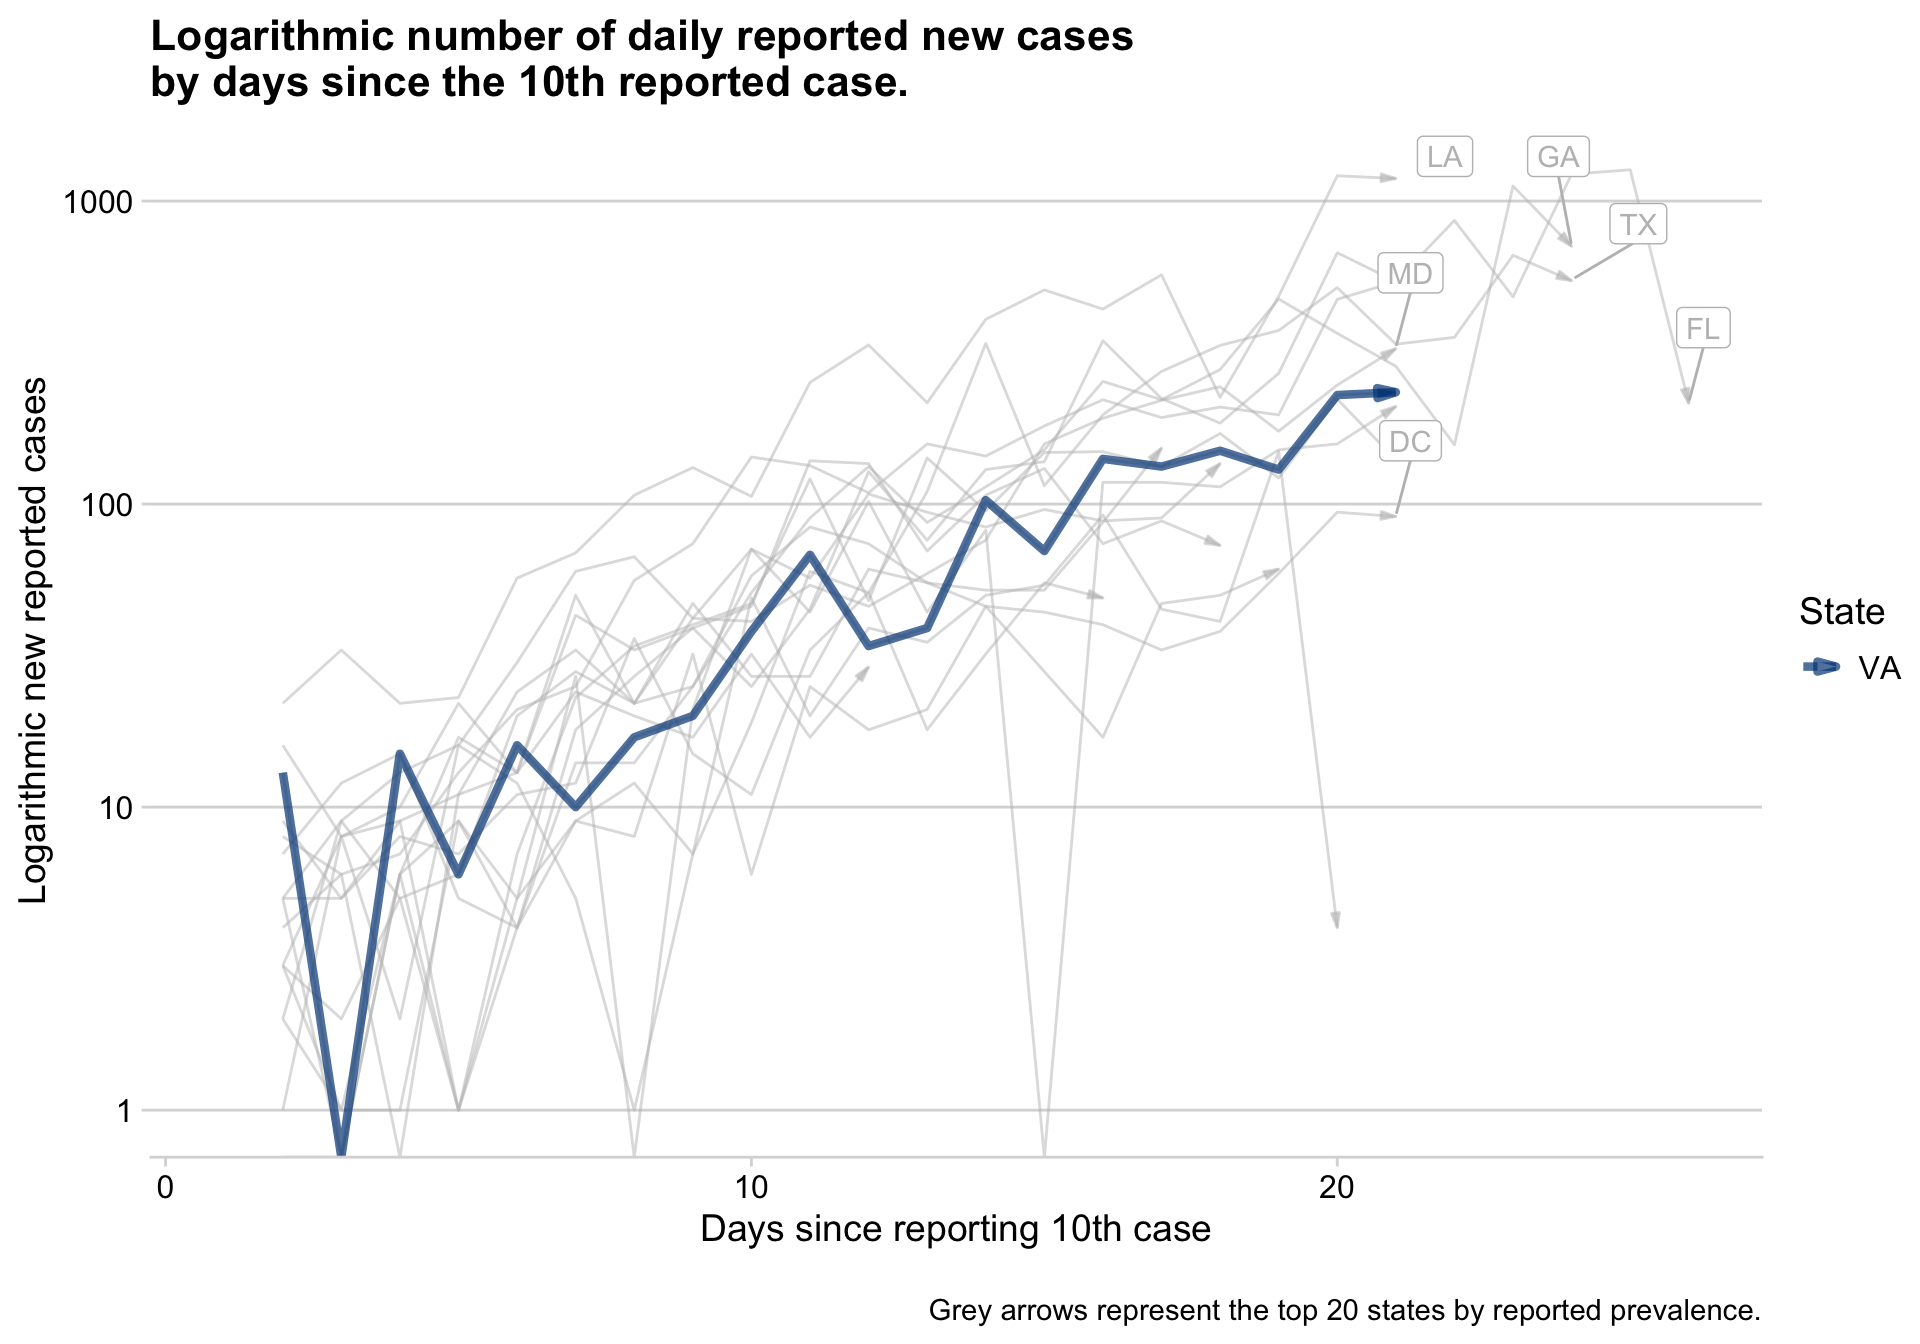 Logarithmic number of daily reported new cases
by days since the 10th reported case.
LA
GA
TX
MD
FL
DC
1000
100
10
1
Logarithmic new reported cases
0
10
20
Days since reporting 10th case
State
VA
Grey arrows represent the top 20 states by reported prevalence.